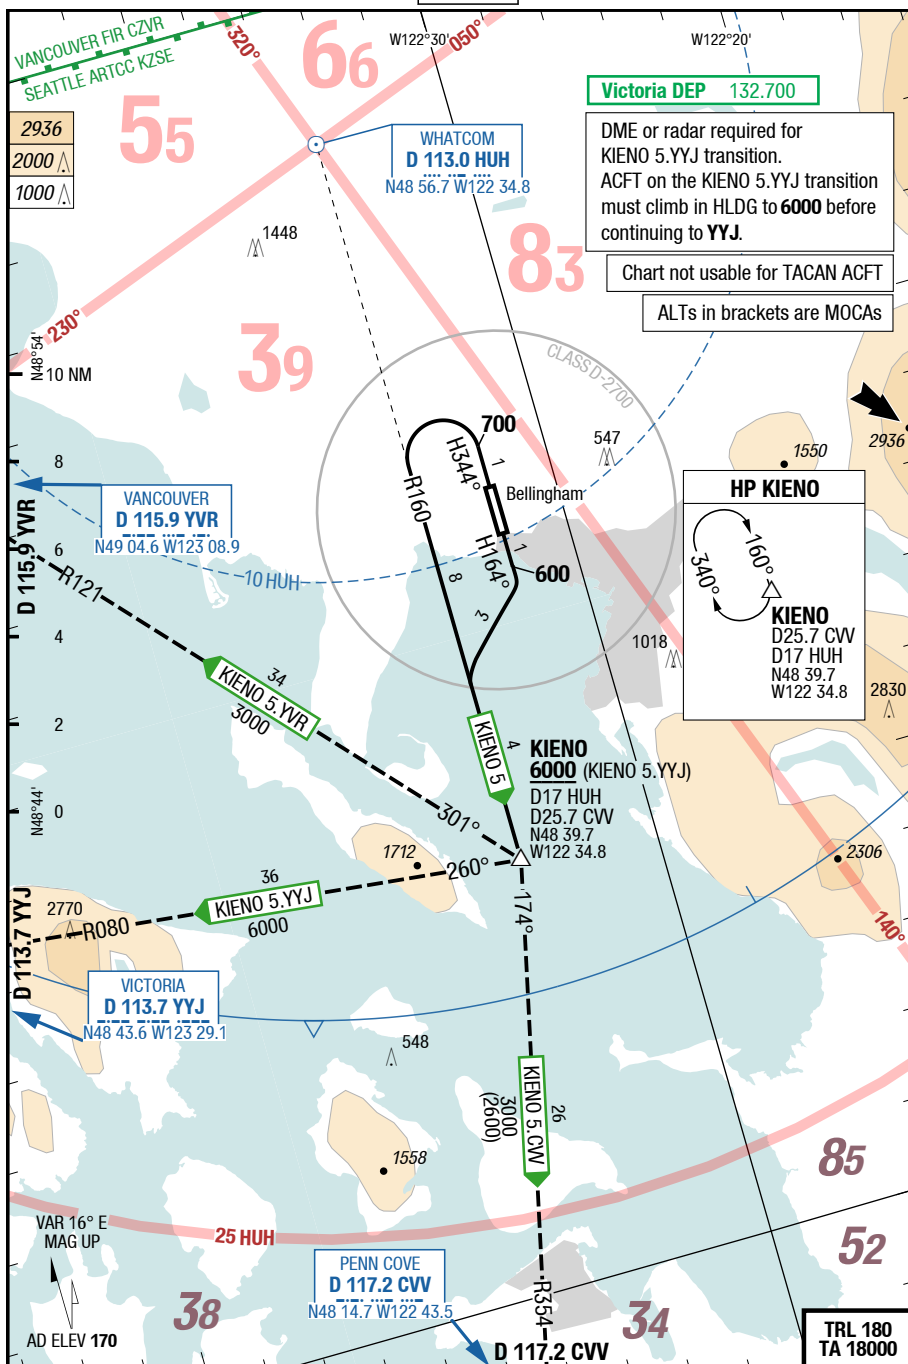 VANCOUVER FIR CZVR
SEATTLE ARTCC KZSE
320°
050°
W122°30'
W122°20'
66
55
2936
2000
1000
WHATCOM
D 113.0 HUH
N48 56.7 W122 34.8
Victoria DEP 132.700
DME or radar required for
KIENO 5.YYJ transition.
ACFT on the KIENO 5.YYJ transition
must climb in HLDG to 6000 before
continuing to YYJ.
Chart not usable for TACAN ACFT
ALTs in brackets are MOCAs
1448
83
230°
39
N48°54'
10 NM
8
6
4
2
0
N48°44'
CLASS D-2700
700
H344°
1
547
1550
2936
Bellingham
R160
H164°
1
600
8
3
VANCOUVER
D 115.9 YVR
N49 04.6 W123 08.9
D 115.9 YVR
10 HUH
R121
34
KIENO 5.YVR
3000
301°
HP KIENO
160°
340°
KIENO
D25.7 CVV
D17 HUH
N48 39.7
W122 34.8
1018
2830
KIENO 5
4
KIENO
6000 (KIENO 5.YYJ)
D17 HUH
D25.7 CVV
N48 39.7
W122 34.8
1712
260°
36
KIENO 5.YYJ
6000
R080
2770
D 113.7 YYJ
174°
2306
140°
VICTORIA
D 113.7 YYJ
N48 43.6 W123 29.1
548
26
KIENO 5.CVV
3000
(2600)
1558
85
52
VAR 16° E
MAG UP
25 HUH
PENN COVE
D 117.2 CVV
N48 14.7 W122 43.5
R354
38
34
AD ELEV 170
D 117.2 CVV
TRL 180
TA 18000